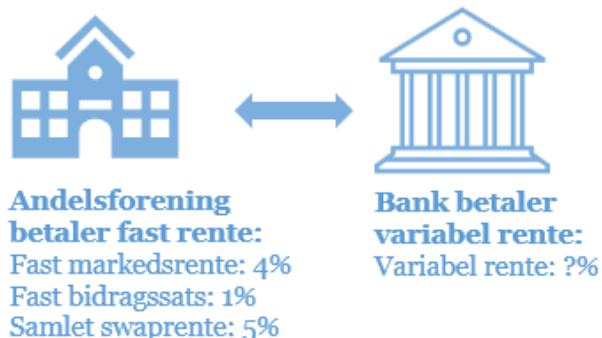 Andelsforening
betaler fast rente:
Fast markedsrente: 4%
Fast bidragssats: 1%
Samlet swaprente: 5%
Bank betaler
variabel rente:
Variabel rente: ?%